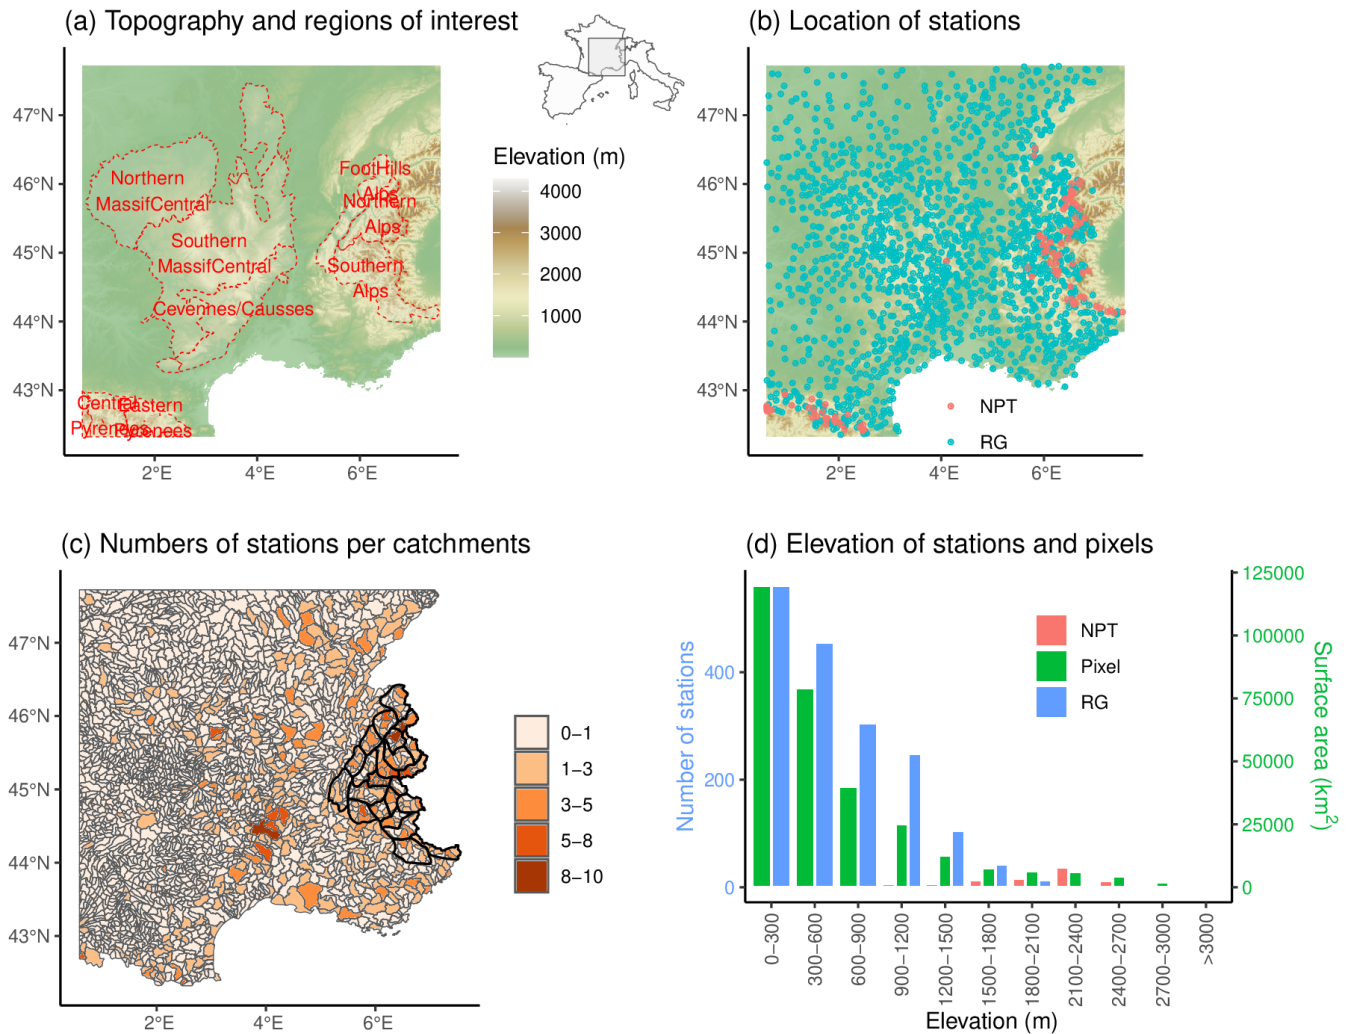 (a) Topography and regions of interest
47°N
46°N
45°N
44°N
43°N
2°E
4°E
6°E
Northern
MassifCentral
Southern
MassifCentral
Cevennes/Causses
FootHills
Alps
Northern
Alps
Southern
Alps
Central
Pyrenees
Eastern
Pyrenees
Elevation (m)
4000
3000
2000
1000
(b) Location of stations
47°N
46°N
45°N
44°N
43°N
2°E
4°E
6°E
NPT
RG
(c) Numbers of stations per catchments
47°N
46°N
45°N
44°N
43°N
2°E
4°E
6°E
0−1
1−3
3−5
5−8
8−10
(d) Elevation of stations and pixels
Number of stations
400
200
0
NPT
Pixel
RG
125000
100000
75000
50000
25000
0
Surface area (km²)
0−300
300−600
600−900
900−1200
1200−1500
1500−1800
1800−2100
2100−2400
2400−2700
2700−3000
>3000
Elevation (m)